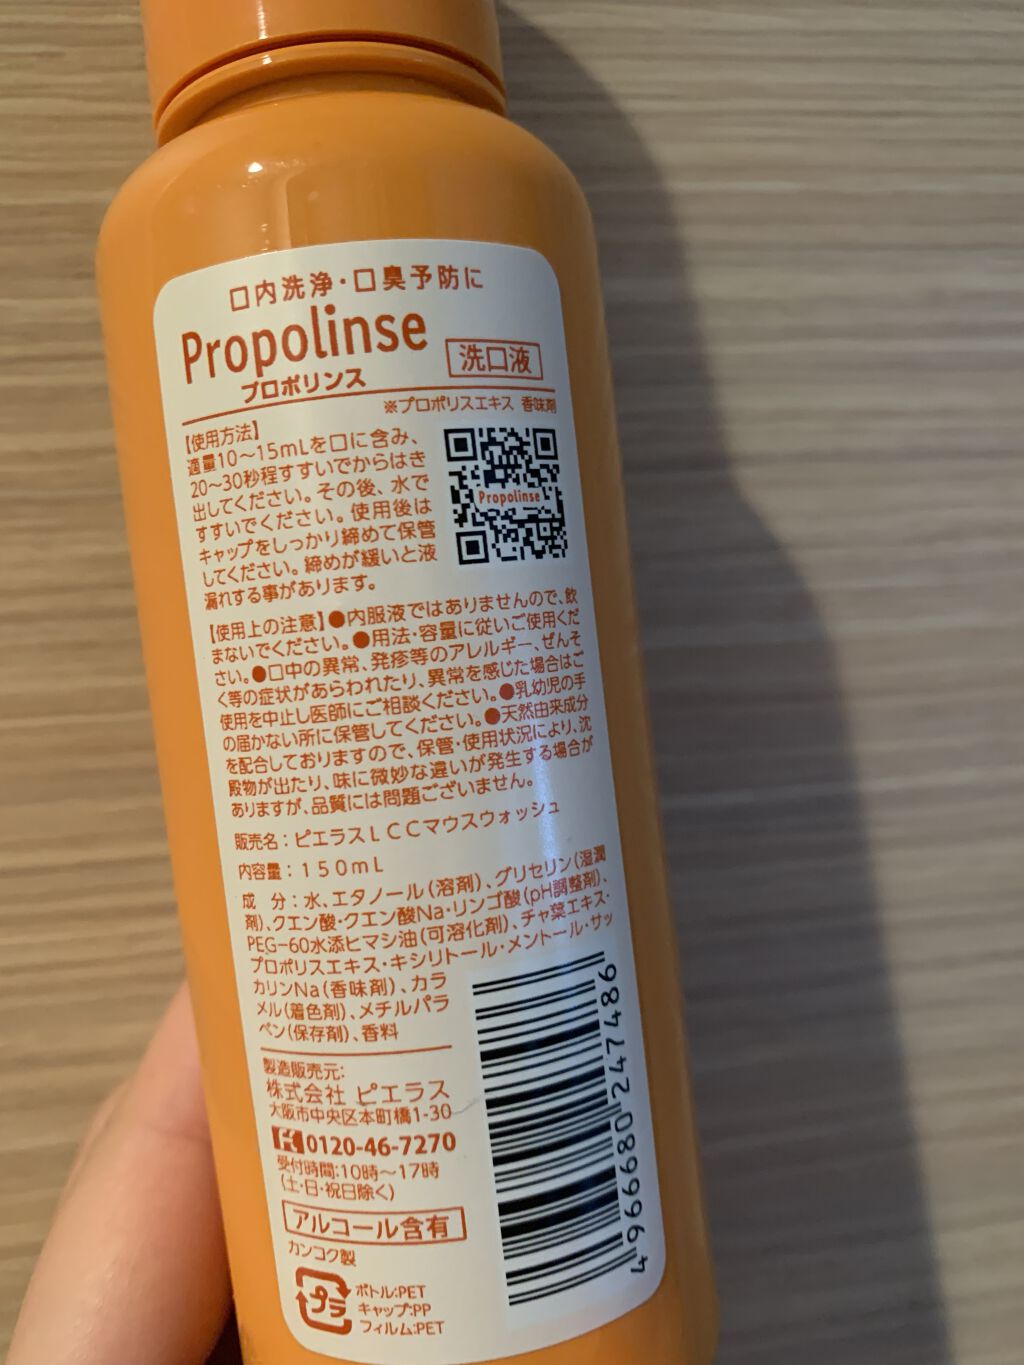 口内洗浄・口臭予防に
Propolinse
プロポリンス
洗口液
※プロポリスエキス 香味剤
【使用方法】
適量10〜15mLを口に含み、
20〜30秒程すすいでからはき
出してください。その後、水で
すすいでください。使用後は
キャップをしっかり締めて保管
してください。締めが緩いと液
漏れする事があります。
Propolinse
【使用上の注意】●内服液ではありませんので、飲
まないでください。●用法・容量に従いご使用くだ
さい。●口中の異常、発疹等のアレルギー、ぜんそ
く等の症状があらわれたり、異常を感じた場合はご
使用を中止し医師にご相談ください。●乳幼児の手
の届かない所に保管してください。●天然由来成分
を配合しておりますので、保管・使用状況により、沈
殿物が出たり、味に微妙な違いが発生する場合が
ありますが、品質には問題ございません。
販売名：ピエラスLCCマウスウォッシュ
内容量：150mL
成 分：水、エタノール（溶剤）、グリセリン（湿潤
剤）、クエン酸・クエン酸Na・リンゴ酸（pH調整剤）、
PEG-60水添ヒマシ油（可溶化剤）、チャ葉エキス・
プロポリスエキス・キシリトール・メントール・サッ
カリンNa（香味剤）、カラ
メル（着色剤）、メチルパラ
ベン（保存剤）、香料
製造販売元：
株式会社 ピエラス
大阪市中央区本町橋1-30
0120-46-7270
受付時間：10時〜17時
（土・日・祝日除く）
アルコール含有
カンコク製
プラ
ボトル：PET
キャップ：PP
フィルム：PET
4966680247486